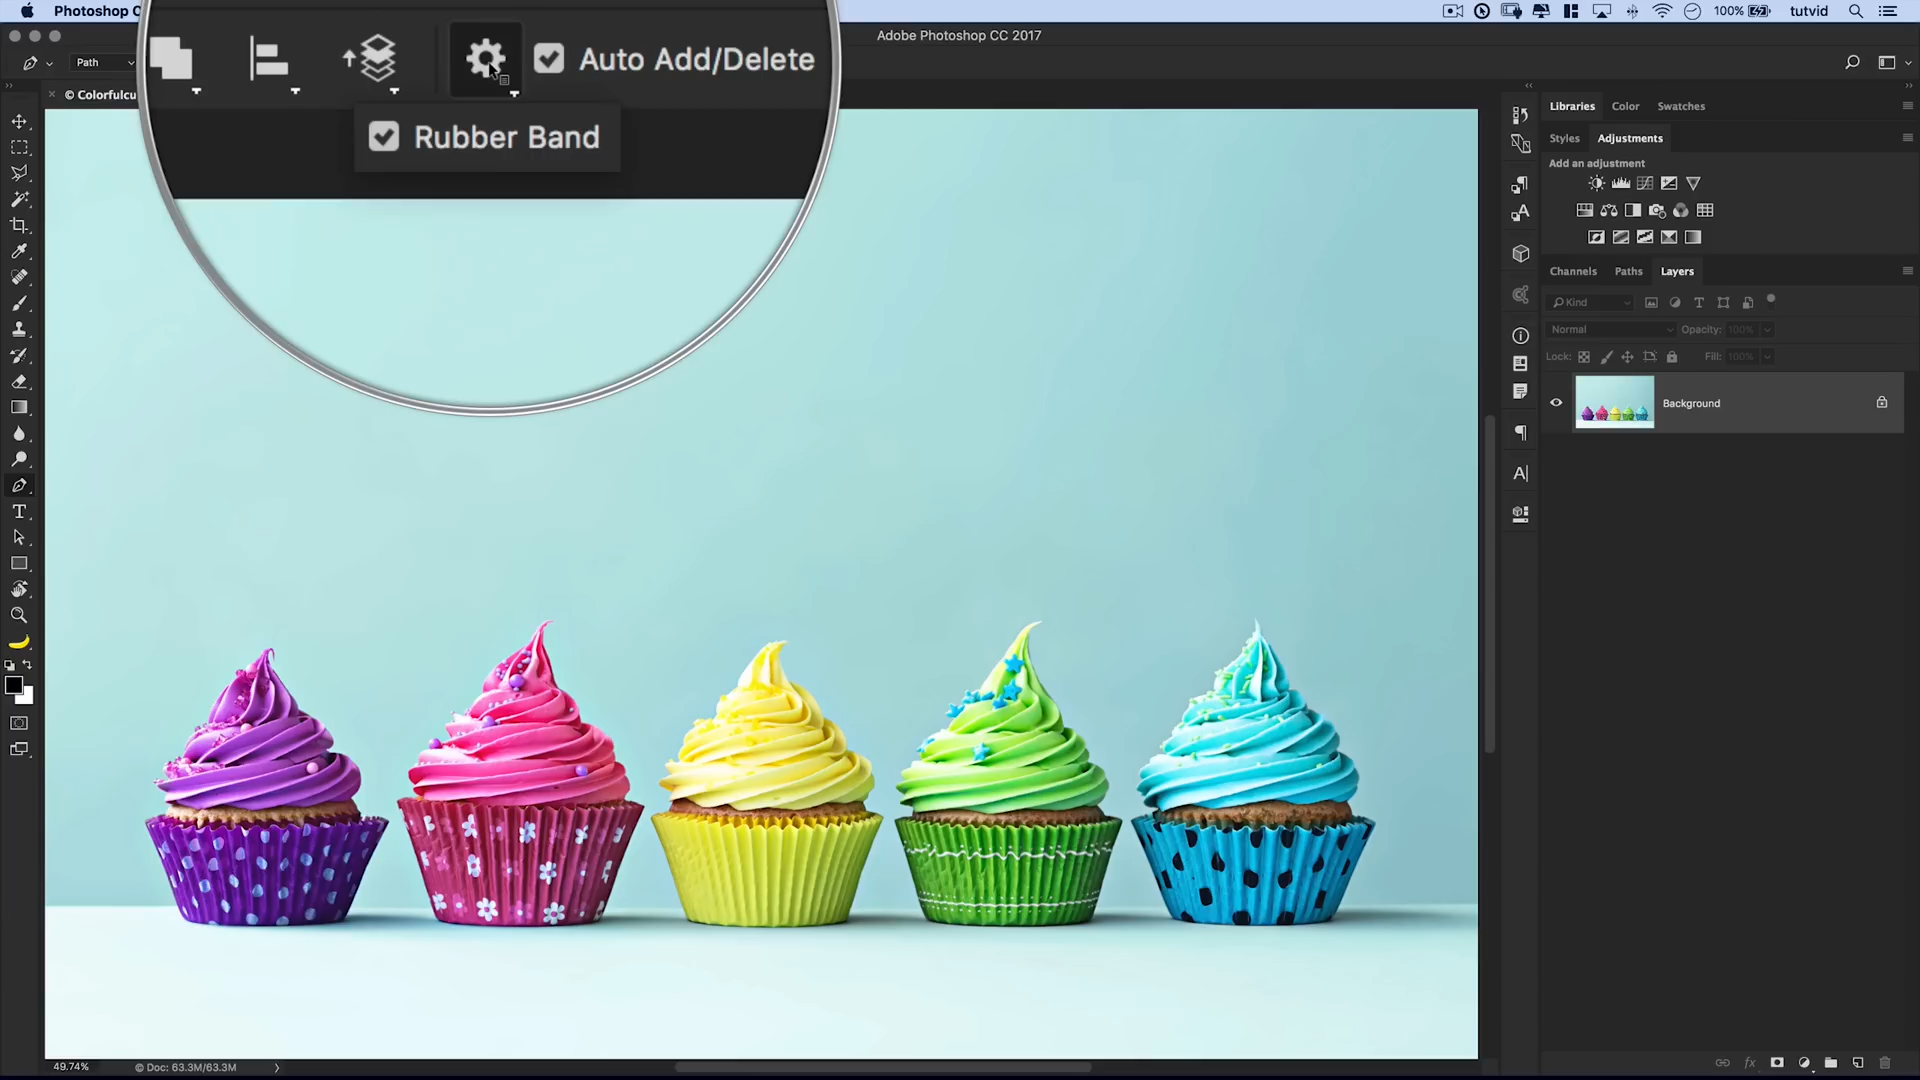 Photoshop C
100%
tutvid
Adobe Photoshop CC 2017
Path
Auto Add/Delete
Rubber Band
© Colorfulcu
Libraries
Color
Swatches
Styles
Adjustments
Add an adjustment
Channels
Paths
Layers
Kind
Normal
Opacity: 100%
Lock:
Fill: 100%
Background
49.74%
© Doc: 63.3M/63.3M